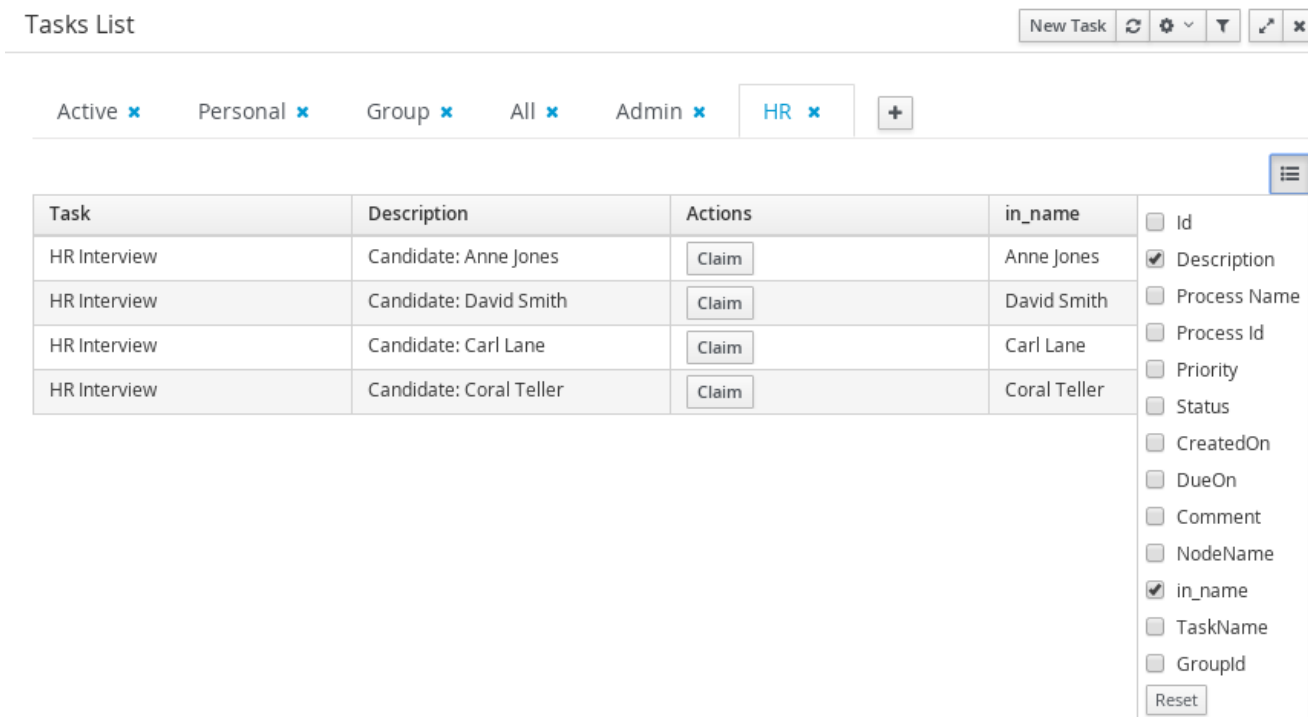 Tasks List New Task
Active Personal Group All Admin HR +
Task Description Actions in_name
HR Interview Candidate: Anne Jones Claim Anne Jones
HR Interview Candidate: David Smith Claim David Smith
HR Interview Candidate: Carl Lane Claim Carl Lane
HR Interview Candidate: Coral Teller Claim Coral Teller
Id
Description
Process Name
Process Id
Priority
Status
CreatedOn
DueOn
Comment
NodeName
in_name
TaskName
GroupId
Reset